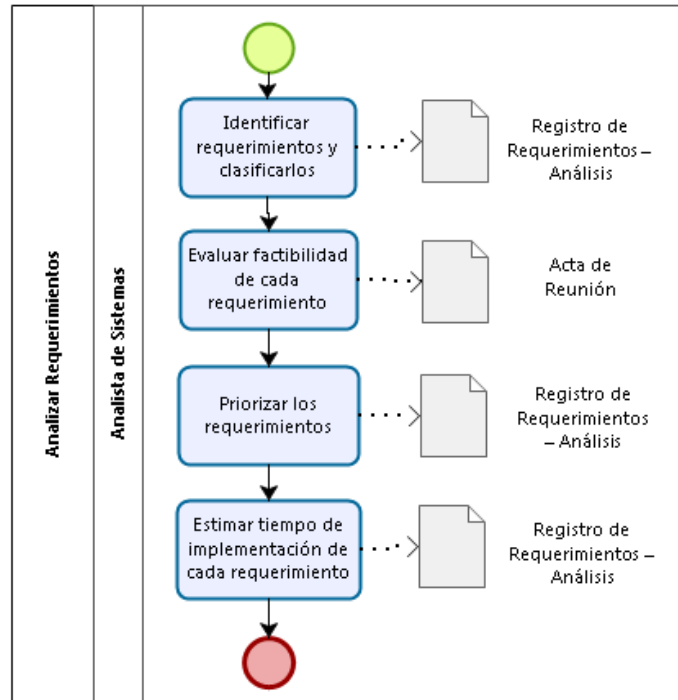 Analizar Requerimientos
Analista de Sistemas
Identificar
requerimientos y
clasificarlos
Registro de
Requerimientos –
Análisis
Evaluar factibilidad
de cada
requerimiento
Acta de
Reunión
Priorizar los
requerimientos
Registro de
Requerimientos
– Análisis
Estimar tiempo de
implementación de
cada requerimiento
Registro de
Requerimientos –
Análisis